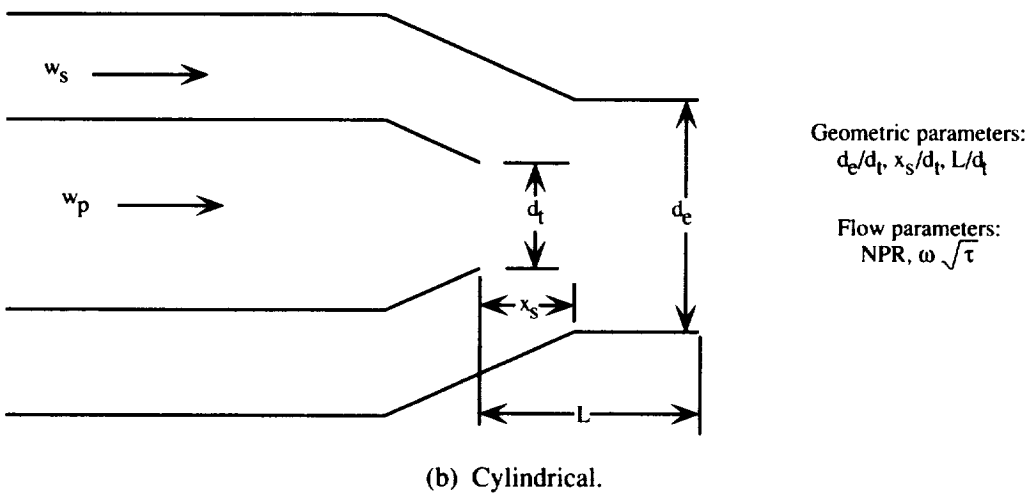 w_s
w_p
d_t
d_e
x_s
L
Geometric parameters:
d_e/d_t, x_s/d_t, L/d_t
Flow parameters:
NPR, ω √τ
(b) Cylindrical.